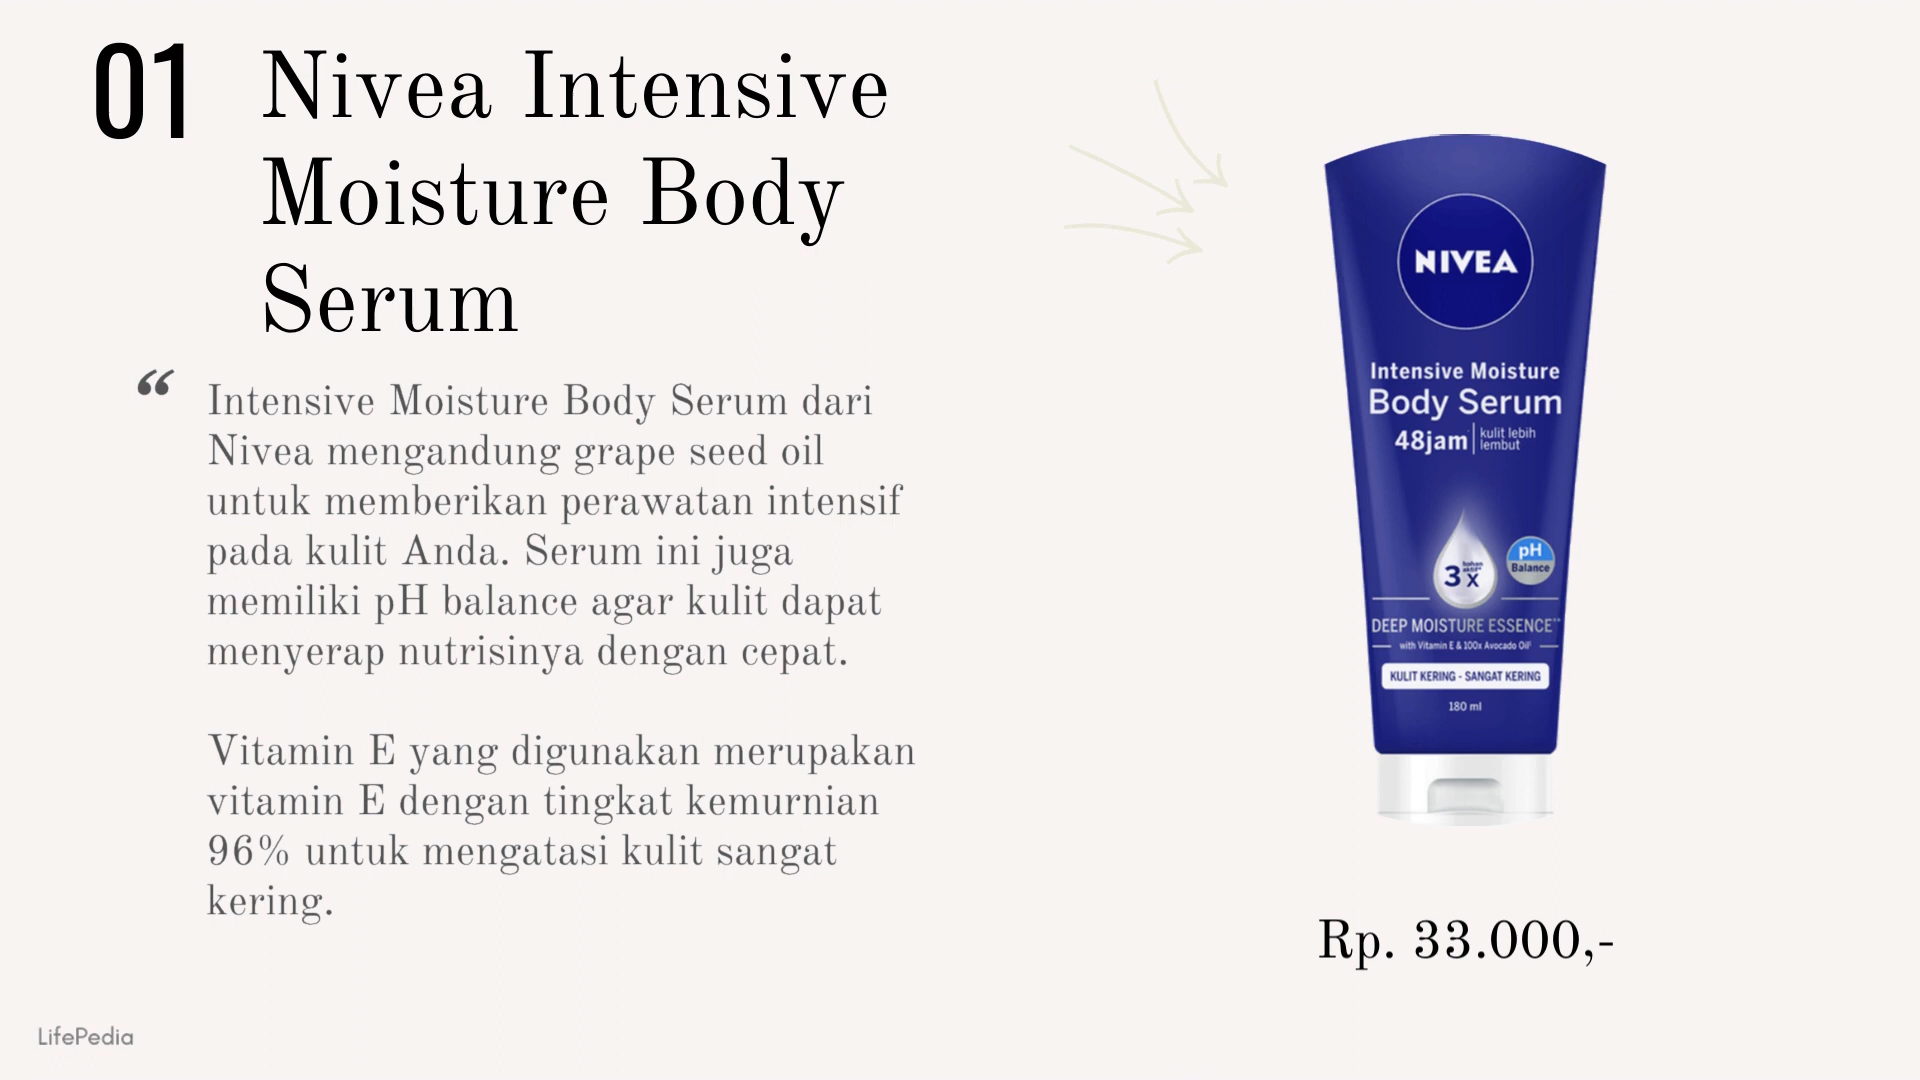 01
Nivea Intensive
Moisture Body
Serum
“
Intensive Moisture Body Serum dari
Nivea mengandung grape seed oil
untuk memberikan perawatan intensif
pada kulit Anda. Serum ini juga
memiliki pH balance agar kulit dapat
menyerap nutrisinya dengan cepat.
Vitamin E yang digunakan merupakan
vitamin E dengan tingkat kemurnian
96% untuk mengatasi kulit sangat
kering.
NIVEA
Intensive Moisture
Body Serum
48jam
kulit lebih
lembut
3x
bahan
aktif*
pH
Balance
DEEP MOISTURE ESSENCE**
with Vitamin E & 100x Avocado Oil
KULIT KERING - SANGAT KERING
180 ml
Rp. 33.000,-
LifePedia